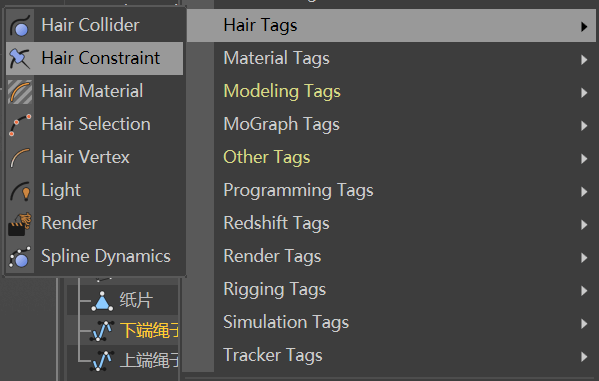 Hair Collider
Hair Constraint
Hair Material
Hair Selection
Hair Vertex
Light
Render
Spline Dynamics
Hair Tags
Material Tags
Modeling Tags
MoGraph Tags
Other Tags
Programming Tags
Redshift Tags
Render Tags
Rigging Tags
Simulation Tags
Tracker Tags
纸片
下端绳子
上端绳子